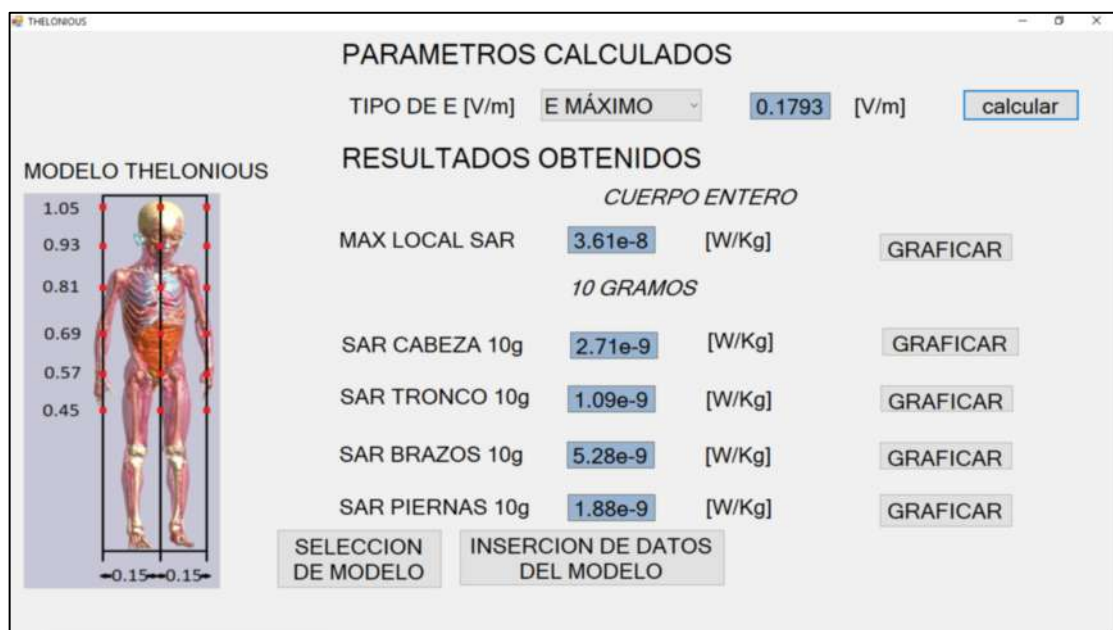 THELONIOUS
PARAMETROS CALCULADOS
TIPO DE E [V/m] E MÁXIMO 0.1793 [V/m] calcular
RESULTADOS OBTENIDOS
MODELO THELONIOUS
CUERPO ENTERO
MAX LOCAL SAR 3.61e-8 [W/Kg] GRAFICAR
10 GRAMOS
SAR CABEZA 10g 2.71e-9 [W/Kg] GRAFICAR
SAR TRONCO 10g 1.09e-9 [W/Kg] GRAFICAR
SAR BRAZOS 10g 5.28e-9 [W/Kg] GRAFICAR
SAR PIERNAS 10g 1.88e-9 [W/Kg] GRAFICAR
1.05
0.93
0.81
0.69
0.57
0.45
0.15 0.15
SELECCION
DE MODELO
INSERCION DE DATOS
DEL MODELO